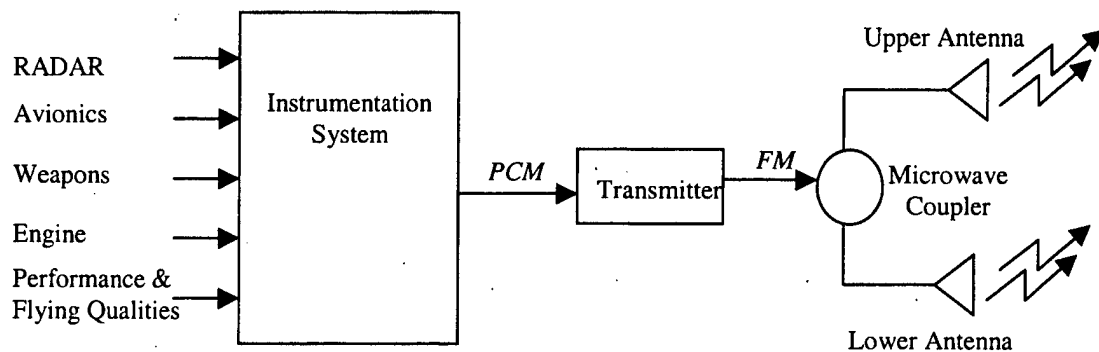 RADAR
Avionics
Weapons
Engine
Performance &
Flying Qualities
Instrumentation
System
PCM
Transmitter
FM
Upper Antenna
Microwave
Coupler
Lower Antenna